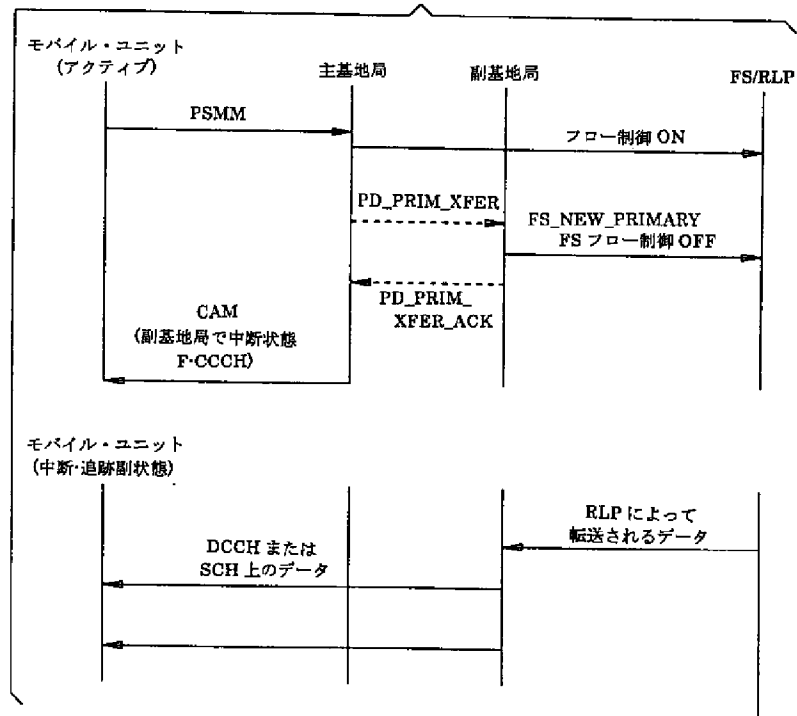 モバイル・ユニット
(アクティブ)
主基地局
副基地局
FS/RLP
PSMM
フロー制御 ON
PD_PRIM_XFER
FS_NEW_PRIMARY
FS フロー制御 OFF
PD_PRIM_
XFER_ACK
CAM
(副基地局で中断状態
F-CCCH)
モバイル・ユニット
(中断・追跡副状態)
RLP によって
転送されるデータ
DCCH または
SCH 上のデータ